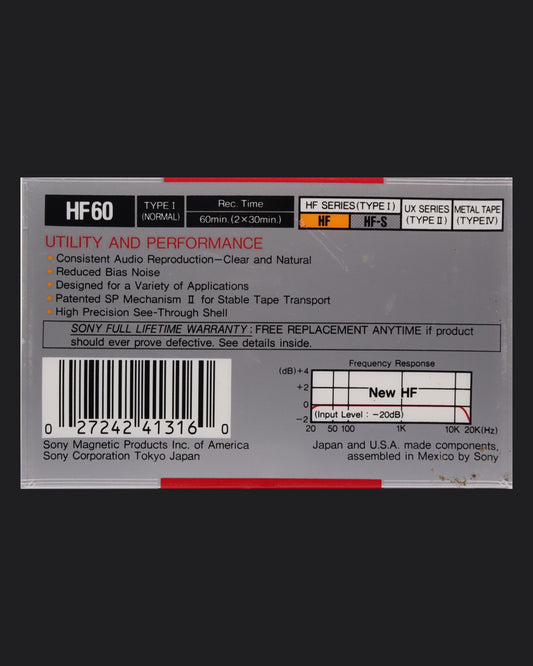 HF60
TYPE I
(NORMAL)
Rec. Time
60min. (2×30min.)
HF SERIES (TYPE I)
HF
HF-S
UX SERIES
(TYPE II)
METAL TAPE
(TYPE IV)
UTILITY AND PERFORMANCE
• Consistent Audio Reproduction—Clear and Natural
• Reduced Bias Noise
• Designed for a Variety of Applications
• Patented SP Mechanism II for Stable Tape Transport
• High Precision See-Through Shell
SONY FULL LIFETIME WARRANTY: FREE REPLACEMENT ANYTIME if product
should ever prove defective. See details inside.
0 27242 41316 0
Sony Magnetic Products Inc. of America
Sony Corporation Tokyo Japan
Frequency Response
(dB)+4
+2
0
−2
New HF
(Input Level : −20dB)
20 50 100 1K 10K 20K(Hz)
Japan and U.S.A. made components,
assembled in Mexico by Sony